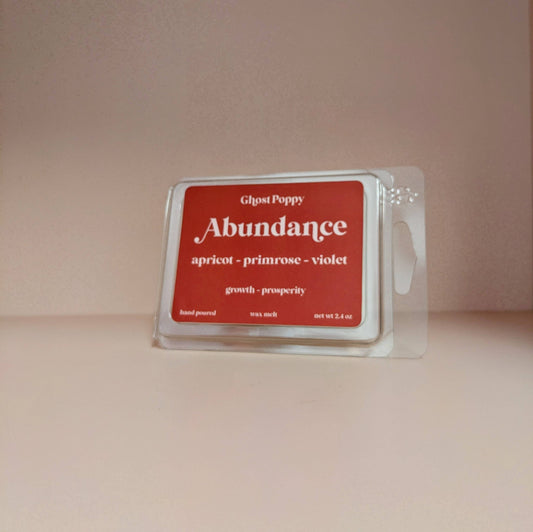 Ghost Poppy
Abundance
apricot - primrose - violet
growth - prosperity
hand poured wax melt net wt 2.4 oz